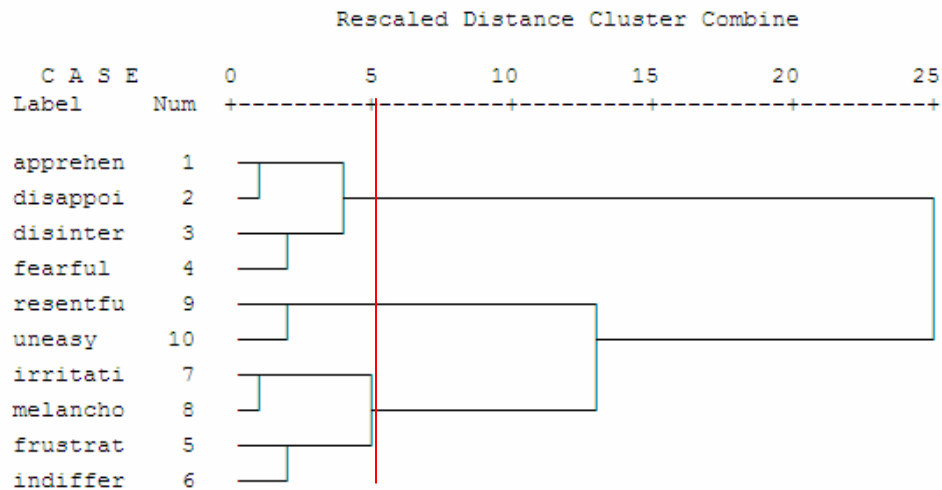 Rescaled Distance Cluster Combine
C A S E 0 5 10 15 20 25
Label Num +---------+---------+---------+---------+---------+
apprehen 1
disappoi 2
disinter 3
fearful 4
resentfu 9
uneasy 10
irritati 7
melancho 8
frustrat 5
indiffer 6